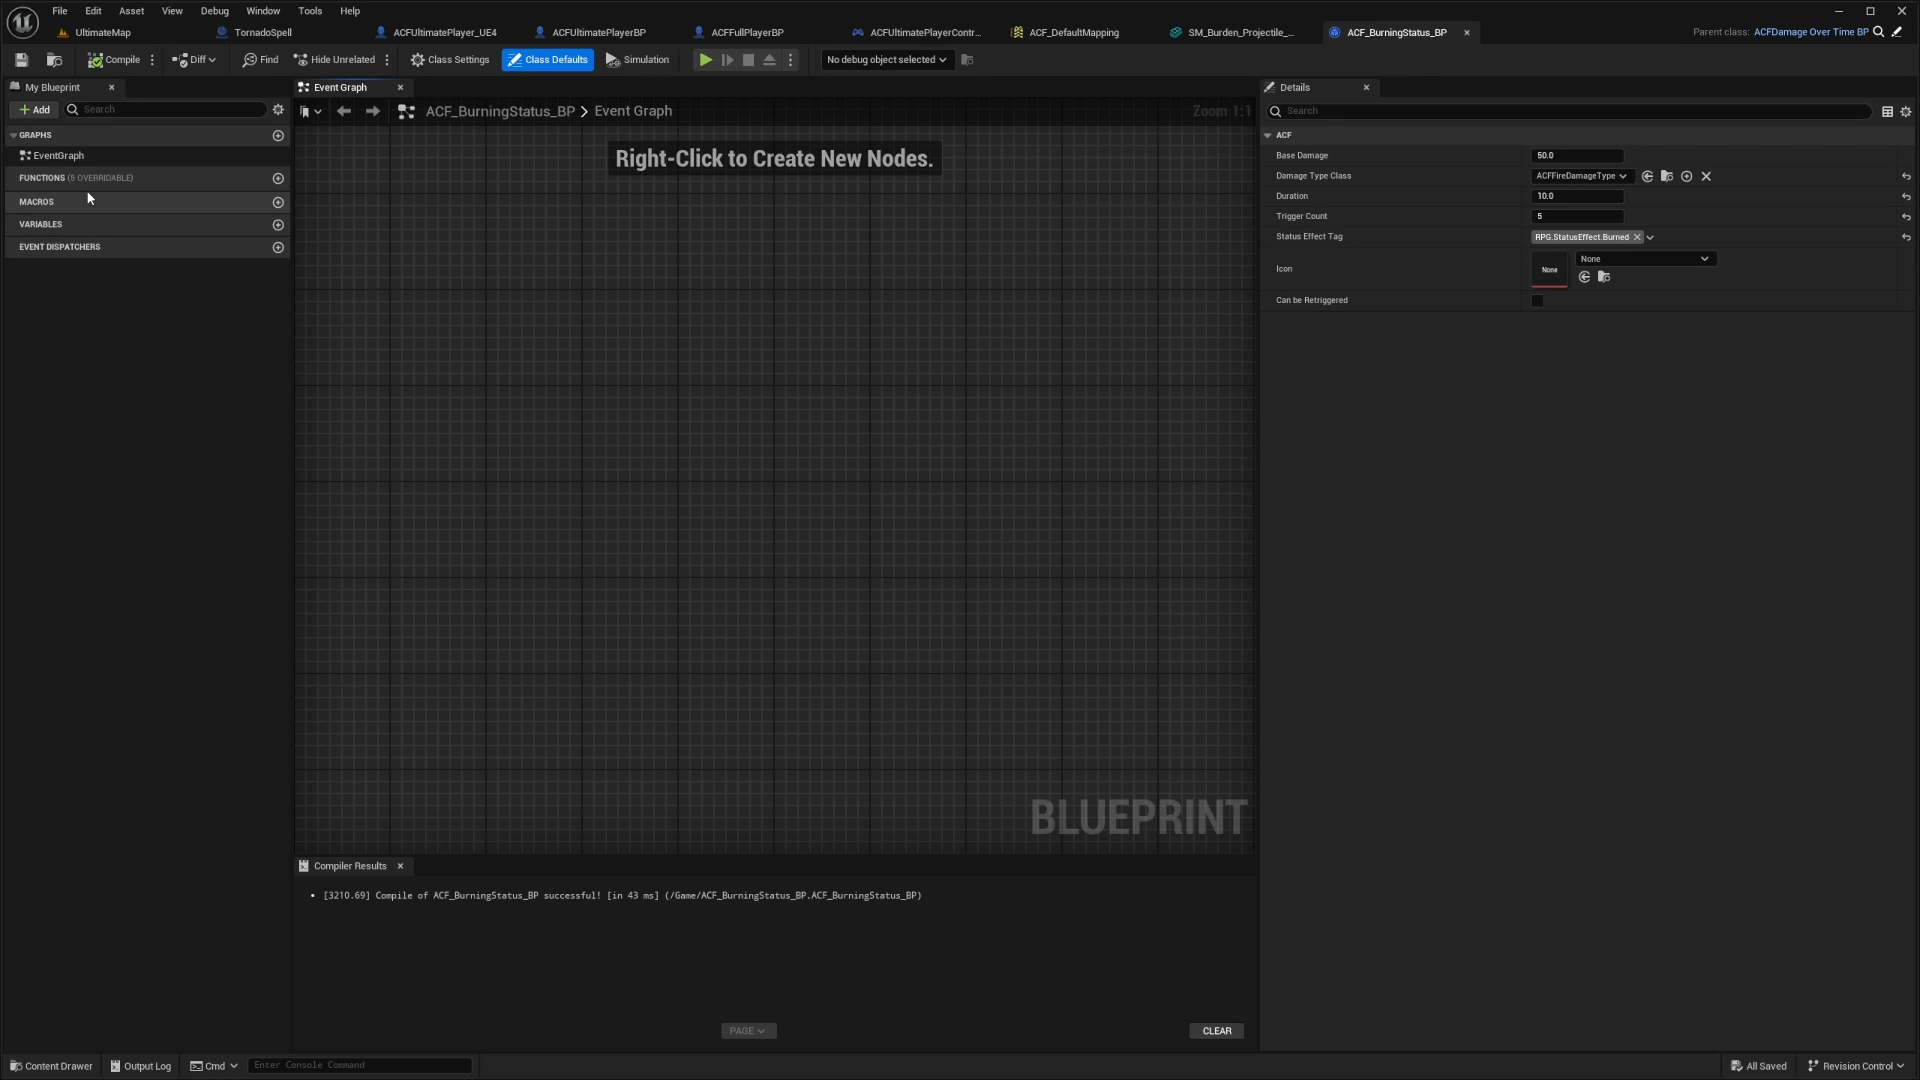 File Edit Asset View Debug Window Tools Help
UltimateMap TornadoSpell ACFUltimatePlayer_UE4 ACFUltimatePlayerBP ACFFullPlayerBP ACFUltimatePlayerContr... ACF_DefaultMapping SM_Burden_Projectile_... ACF_BurningStatus_BP Parent class: ACFDamage Over Time BP
Compile Diff Find Hide Unrelated Class Settings Class Defaults Simulation No debug object selected
My Blueprint Event Graph Details
Add Search ACF_BurningStatus_BP > Event Graph Zoom 1:1 Search
GRAPHS
EventGraph
FUNCTIONS (5 OVERRIDABLE)
MACROS
VARIABLES
EVENT DISPATCHERS
Right-Click to Create New Nodes.
BLUEPRINT
ACF
Base Damage 50.0
Damage Type Class ACFFireDamageType
Duration 10.0
Trigger Count 5
Status Effect Tag RPG.StatusEffect.Burned
Icon None None
Can be Retriggered
Compiler Results
• [3210.69] Compile of ACF_BurningStatus_BP successful! [in 43 ms] (/Game/ACF_BurningStatus_BP.ACF_BurningStatus_BP)
PAGE CLEAR
Content Drawer Output Log Cmd Enter Console Command All Saved Revision Control